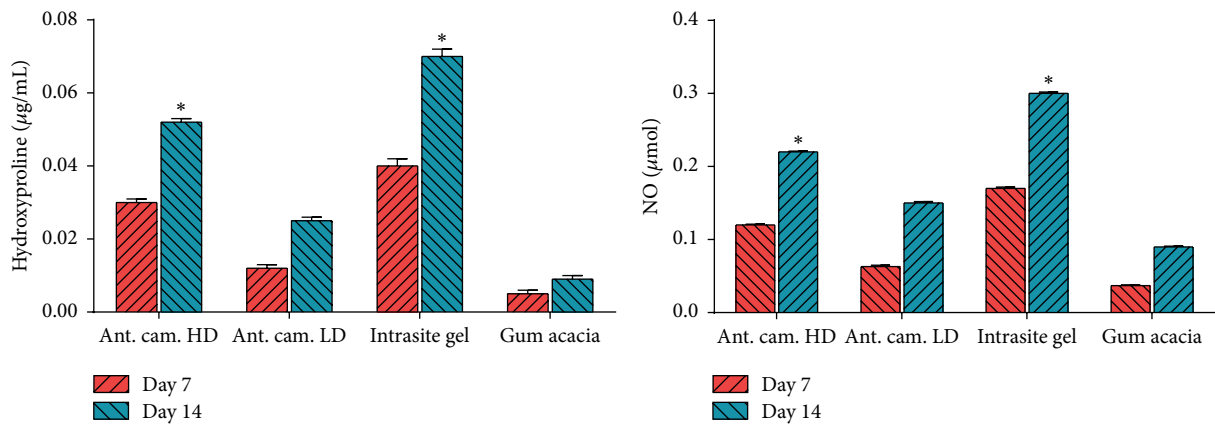 Hydroxyproline (μg/mL)
0.08
0.06
0.04
0.02
0.00
*
*
Ant. cam. HD Ant. cam. LD Intrasite gel Gum acacia
Day 7
Day 14
NO (μmol)
0.4
0.3
0.2
0.1
0.0
*
*
Ant. cam. HD Ant. cam. LD Intrasite gel Gum acacia
Day 7
Day 14